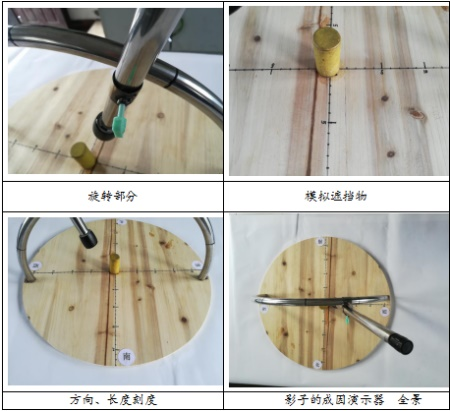 旋转部分
模拟遮挡物
南
方向、长度刻度
影子的成因演示器 全景